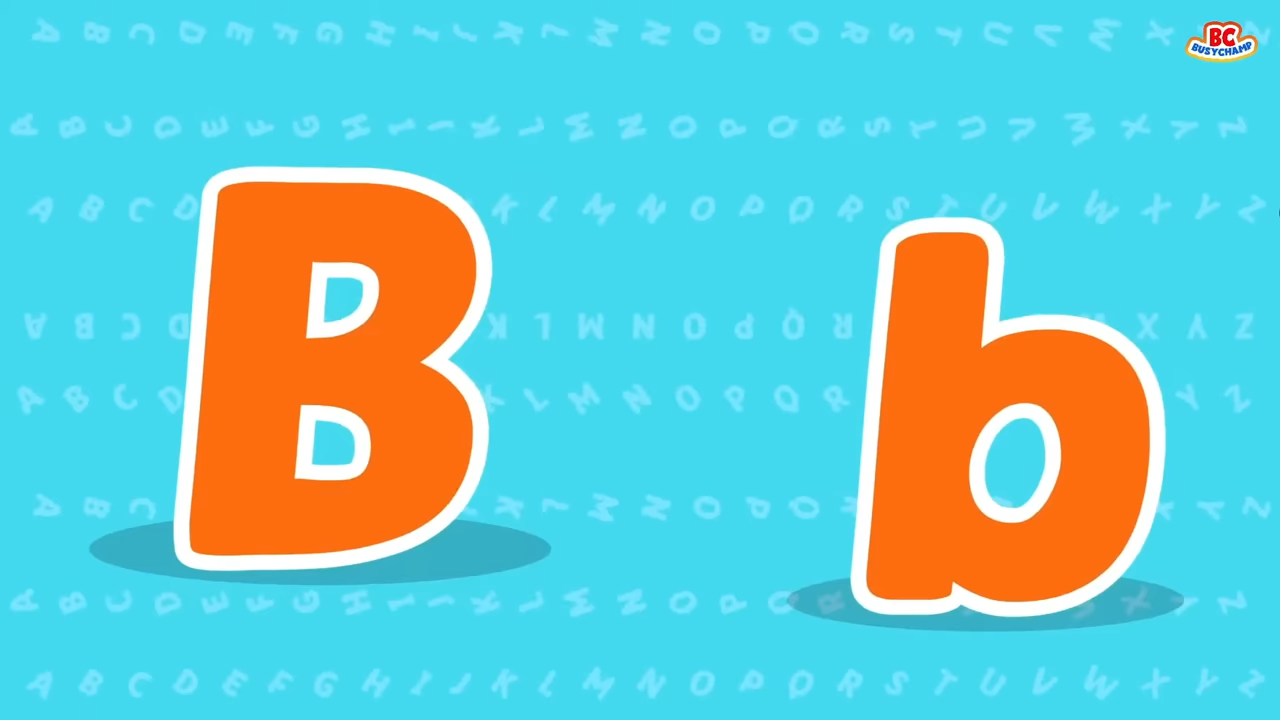 BC
BUSYCHAMP
A B C D E F G H I J K L M N O P Q R S T U V W X Z
A B C D E F G H I J K L M N O P Q R S T U V W X Y Z
A B C D K L M N O P Q R S T U V W X Y Z
A B C D K L M N O P Q R X Y Z
A B C D K L M N O P Q R Y Z
A B C K J M N O P Q Y Z
A B C D E F G H I J K L M N O P Q R X Z
A B C D E F G H I J K L M N O P Q R S T U V W X Y Z
B b